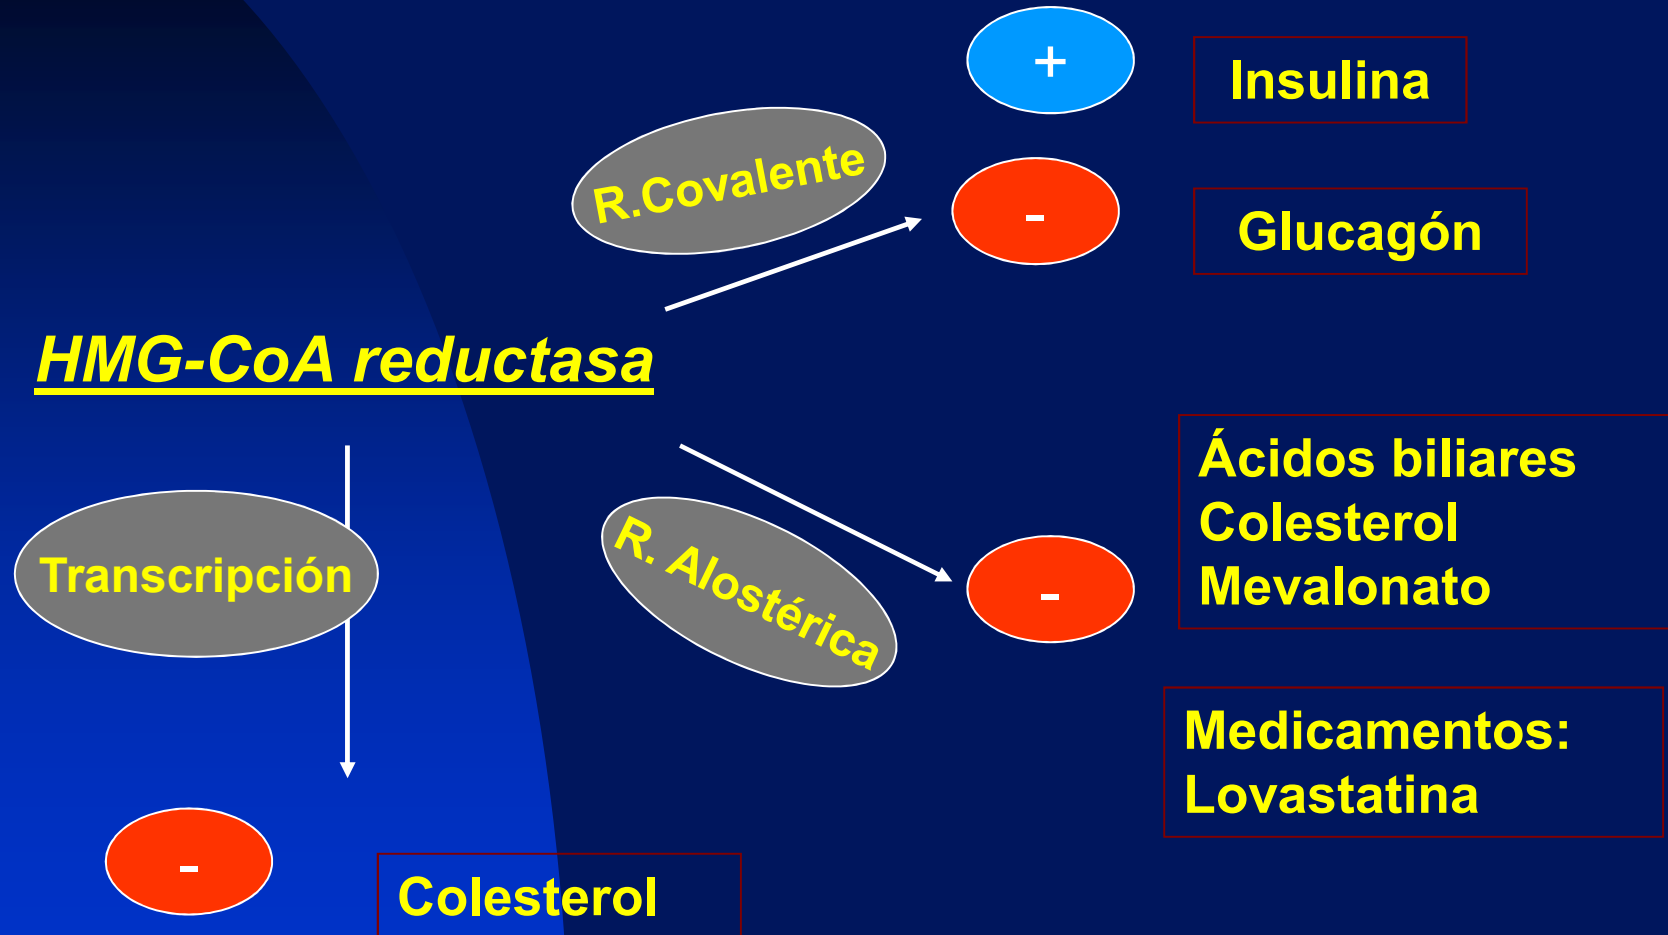 +
Insulina
R.Covalente
-
Glucagón
HMG-CoA reductasa
Transcripción
R. Alostérica
-
Ácidos biliares
Colesterol
Mevalonato
Medicamentos:
Lovastatina
-
Colesterol